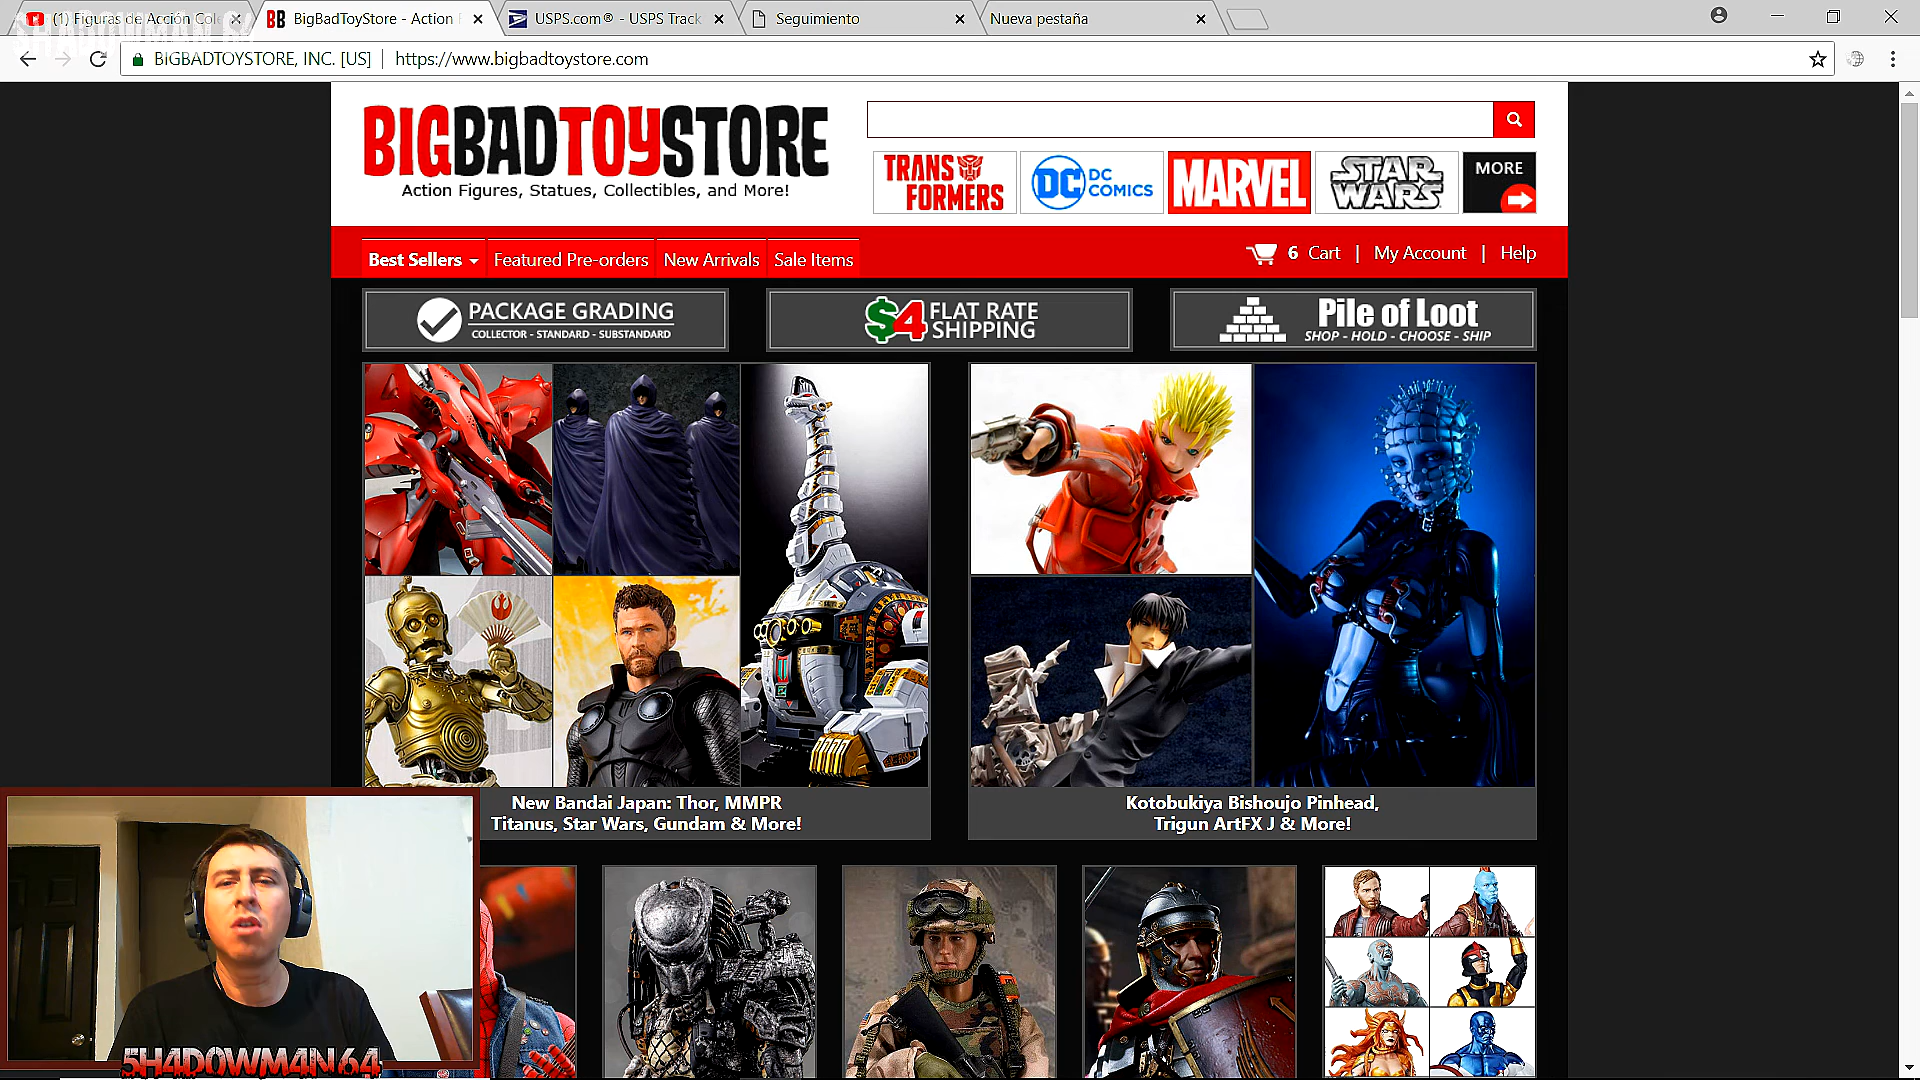 (1) Figuras de Acción Cole
BigBadToyStore - Action F
USPS.com® - USPS Track
Seguimiento
Nueva pestaña
BIGBADTOYSTORE, INC. [US]
https://www.bigbadtoystore.com
BIGBADTOYSTORE
Action Figures, Statues, Collectibles, and More!
TRANSFORMERS
DC
DC COMICS
MARVEL
STAR WARS
MORE
Best Sellers
Featured Pre-orders
New Arrivals
Sale Items
6 Cart | My Account | Help
PACKAGE GRADING
COLLECTOR - STANDARD - SUBSTANDARD
$4 FLAT RATE SHIPPING
Pile of Loot
SHOP - HOLD - CHOOSE - SHIP
New Bandai Japan: Thor, MMPR
Titanus, Star Wars, Gundam & More!
Kotobukiya Bishoujo Pinhead,
Trigun ArtFX J & More!
5H4D0WM4N 64